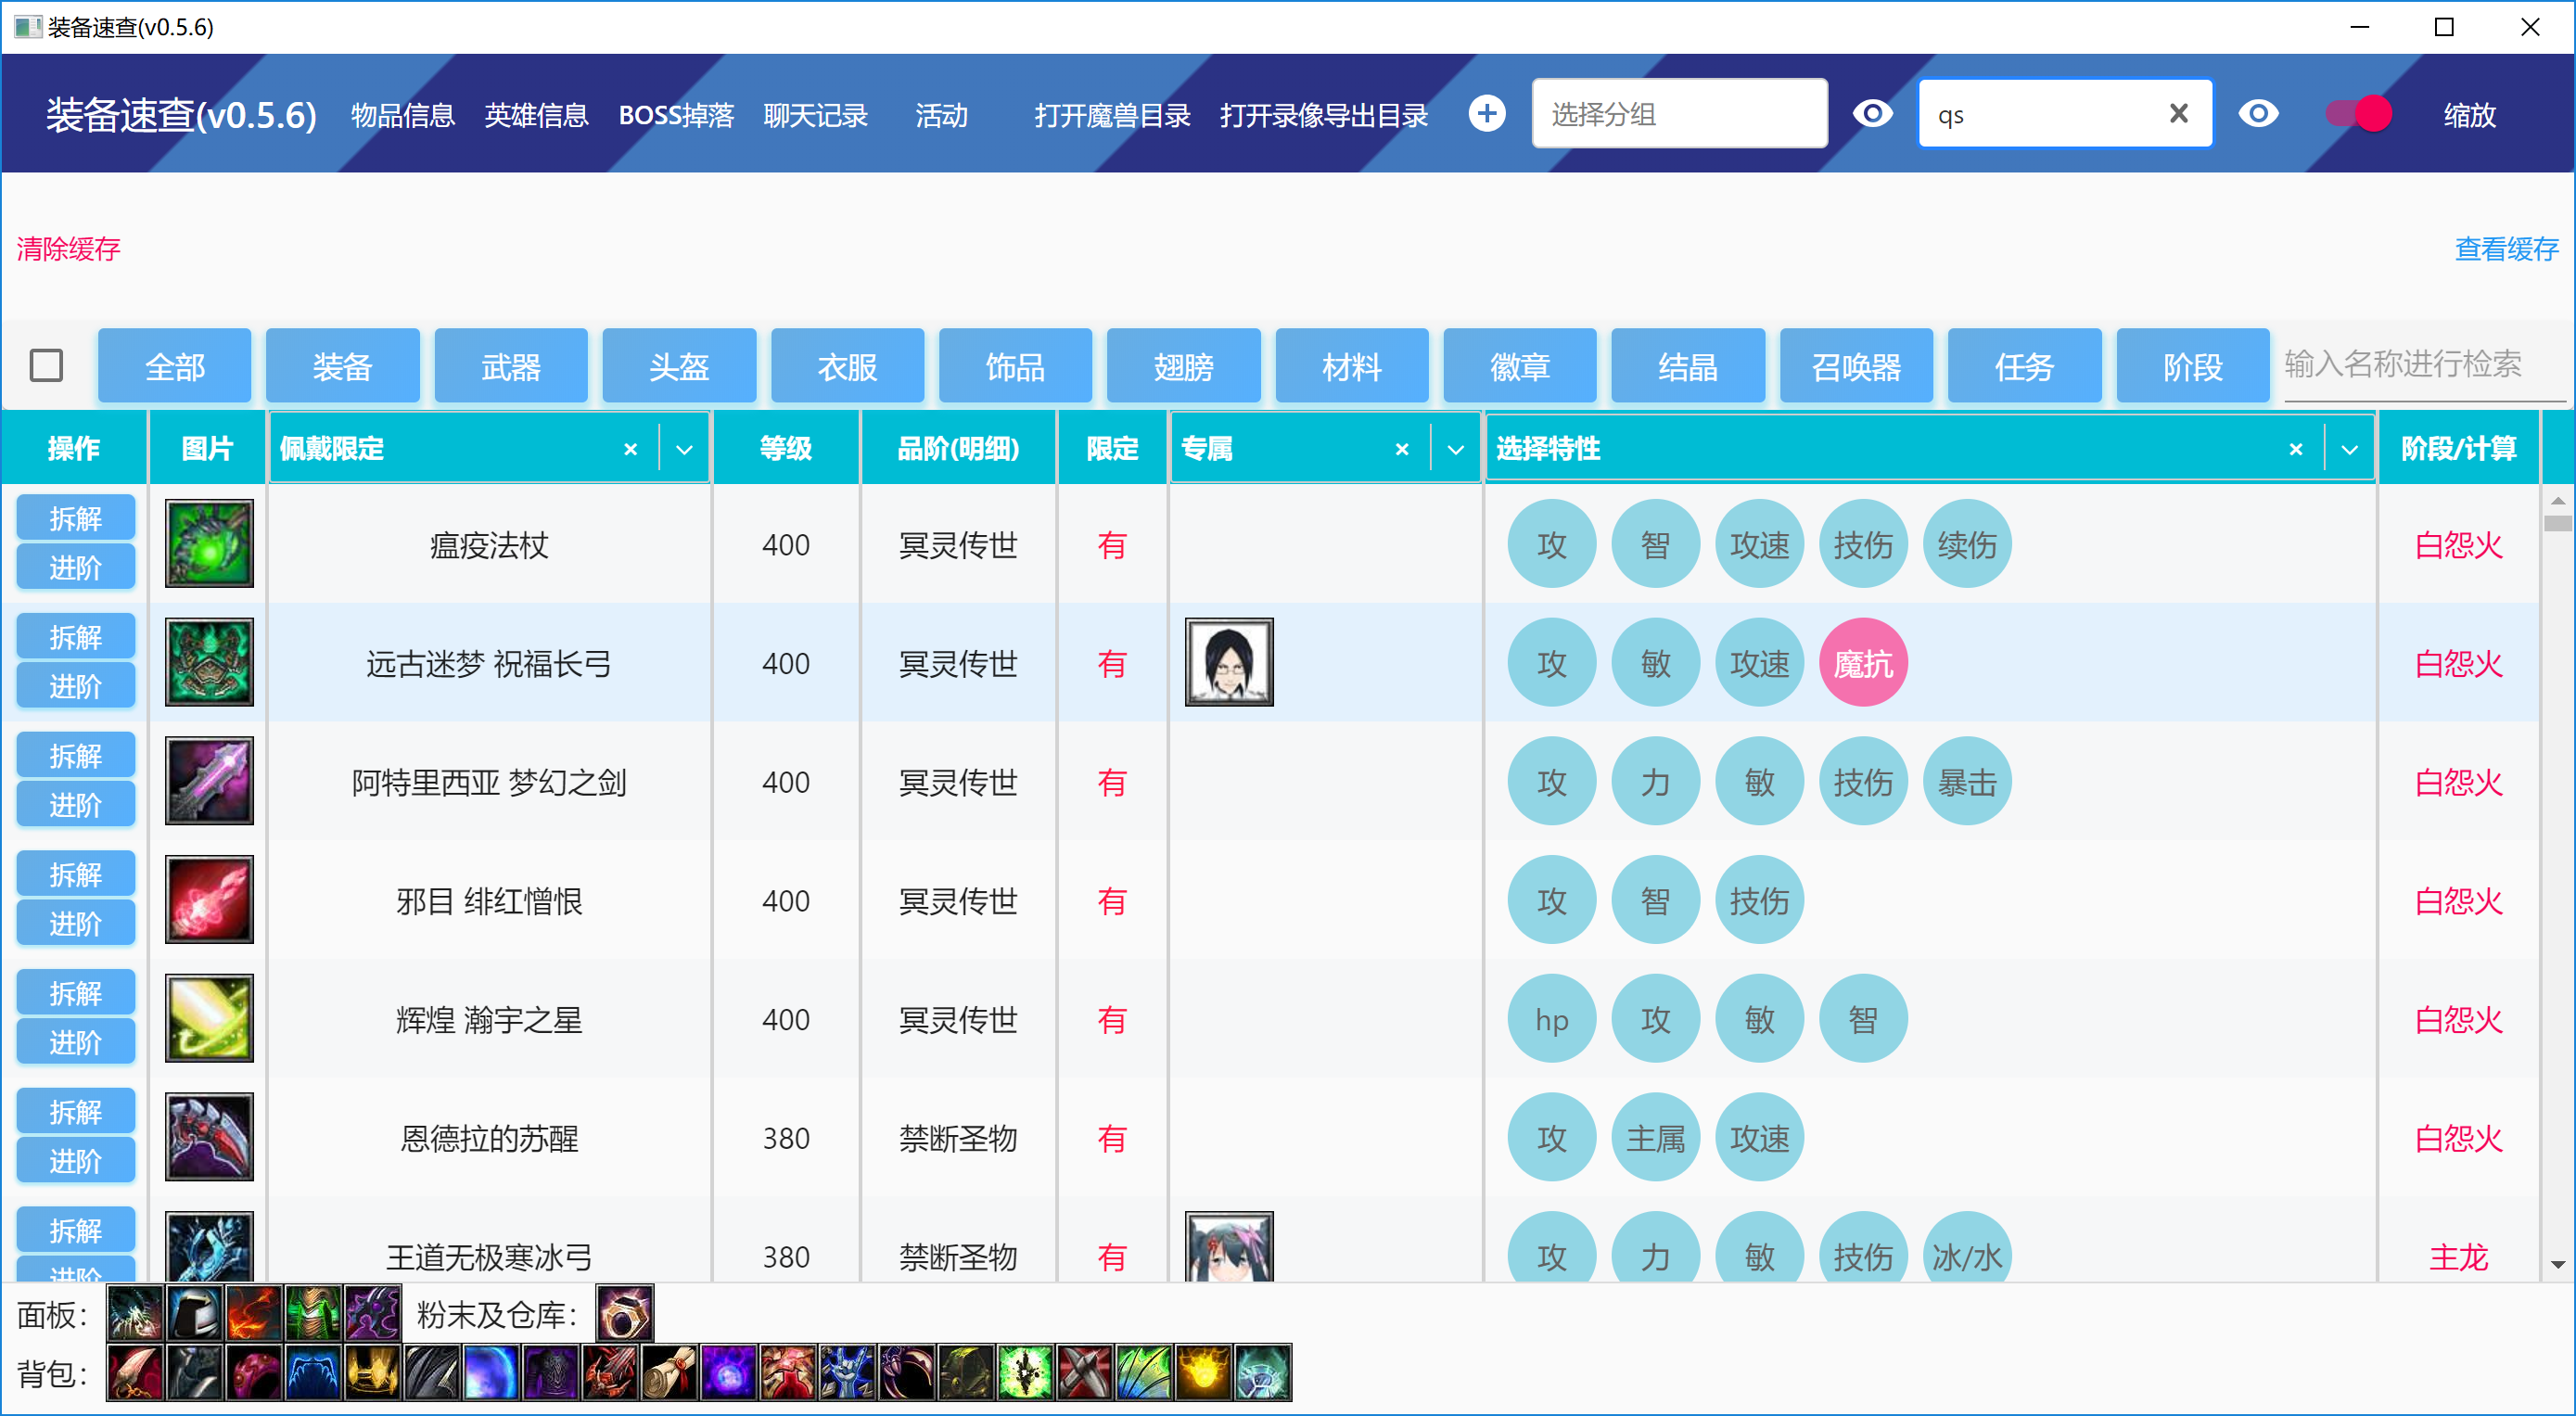 装备速查(v0.5.6)
装备速查(v0.5.6) 物品信息 英雄信息 BOSS掉落 聊天记录 活动 打开魔兽目录 打开录像导出目录 选择分组 qs 缩放
清除缓存 查看缓存
全部 装备 武器 头盔 衣服 饰品 翅膀 材料 徽章 结晶 召唤器 任务 阶段 输入名称进行检索
操作 图片 佩戴限定 等级 品阶(明细) 限定 专属 选择特性 阶段/计算
拆解
进阶
瘟疫法杖 400 冥灵传世 有 攻 智 攻速 技伤 续伤 白怨火
拆解
进阶
远古迷梦 祝福长弓 400 冥灵传世 有 攻 敏 攻速 魔抗 白怨火
拆解
进阶
阿特里西亚 梦幻之剑 400 冥灵传世 有 攻 力 敏 技伤 暴击 白怨火
拆解
进阶
邪目 绯红憎恨 400 冥灵传世 有 攻 智 技伤 白怨火
拆解
进阶
辉煌 瀚宇之星 400 冥灵传世 有 hp 攻 敏 智 白怨火
拆解
进阶
恩德拉的苏醒 380 禁断圣物 有 攻 主属 攻速 白怨火
拆解
进阶
王道无极寒冰弓 380 禁断圣物 有 攻 力 敏 技伤 冰/水 主龙
面板： 粉末及仓库：
背包：